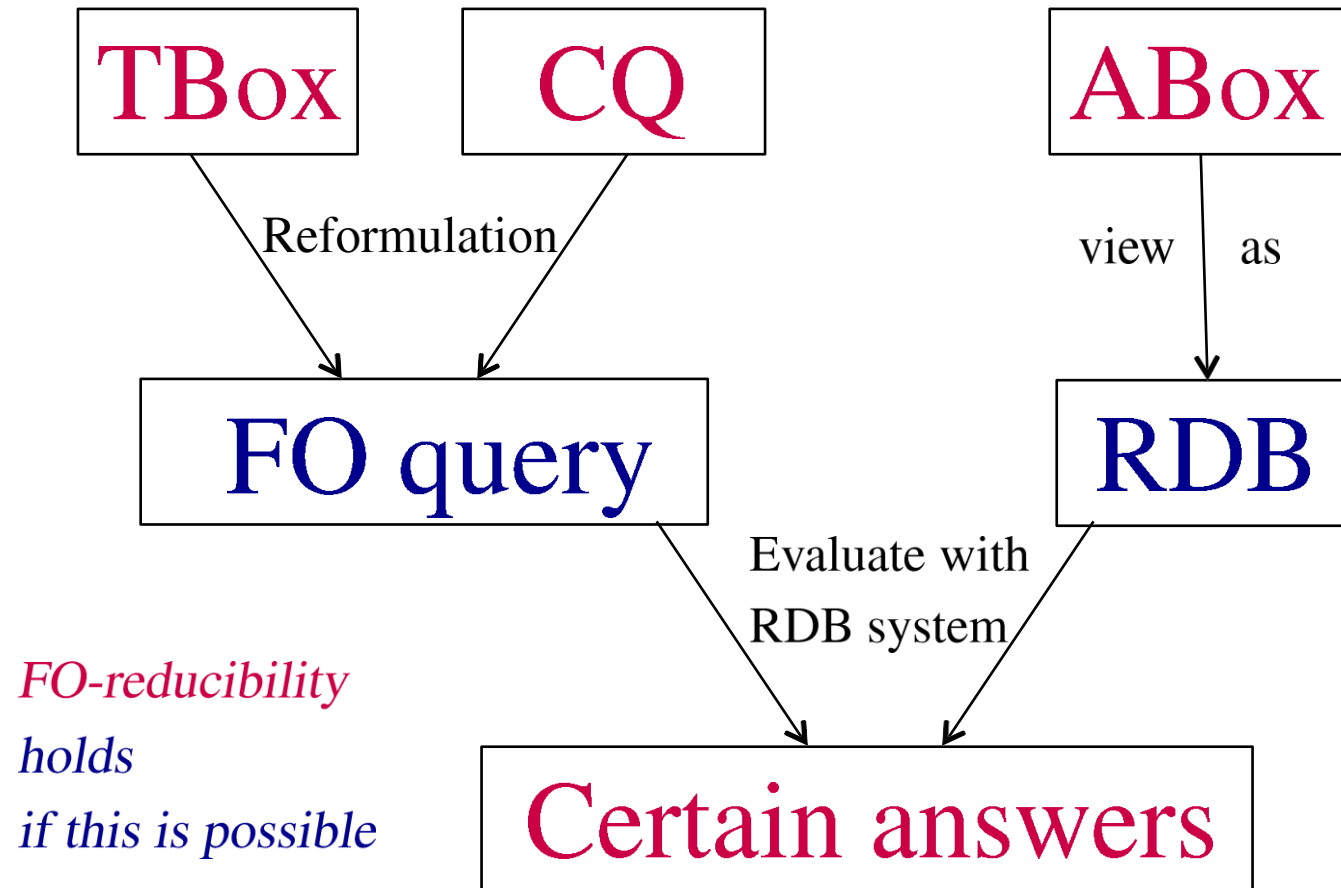 TBox
CQ
ABox
Reformulation
view as
FO query
RDB
Evaluate with
RDB system
FO-reducibility
holds
if this is possible
Certain answers